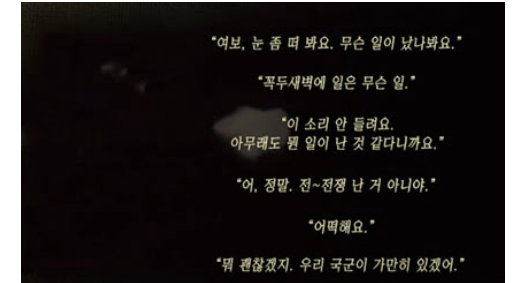 "여보, 눈 좀 떠 봐요. 무슨 일이 났나봐요."
"꼭두새벽에 일은 무슨 일."
"이 소리 안 들려요.
아무래도 뭔 일이 난 것 같다니까요."
"어, 정말. 전~전쟁 난 거 아니야."
"어떡해요."
"뭐 괜찮겠지. 우리 국군이 가만히 있겠어."